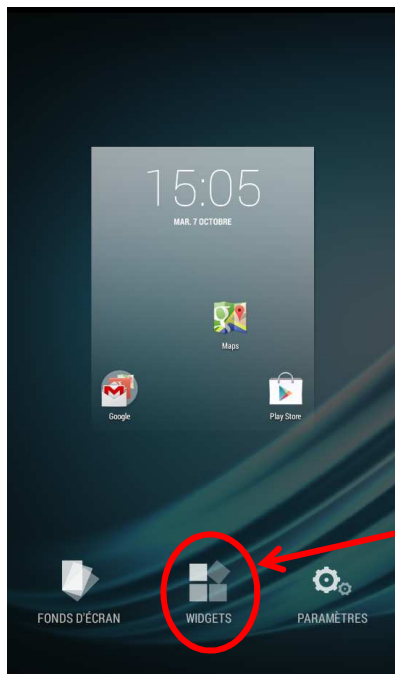 15:05
MAR. 7 OCTOBRE
Maps
Google
Play Store
FONDS D'ÉCRAN
WIDGETS
PARAMÈTRES